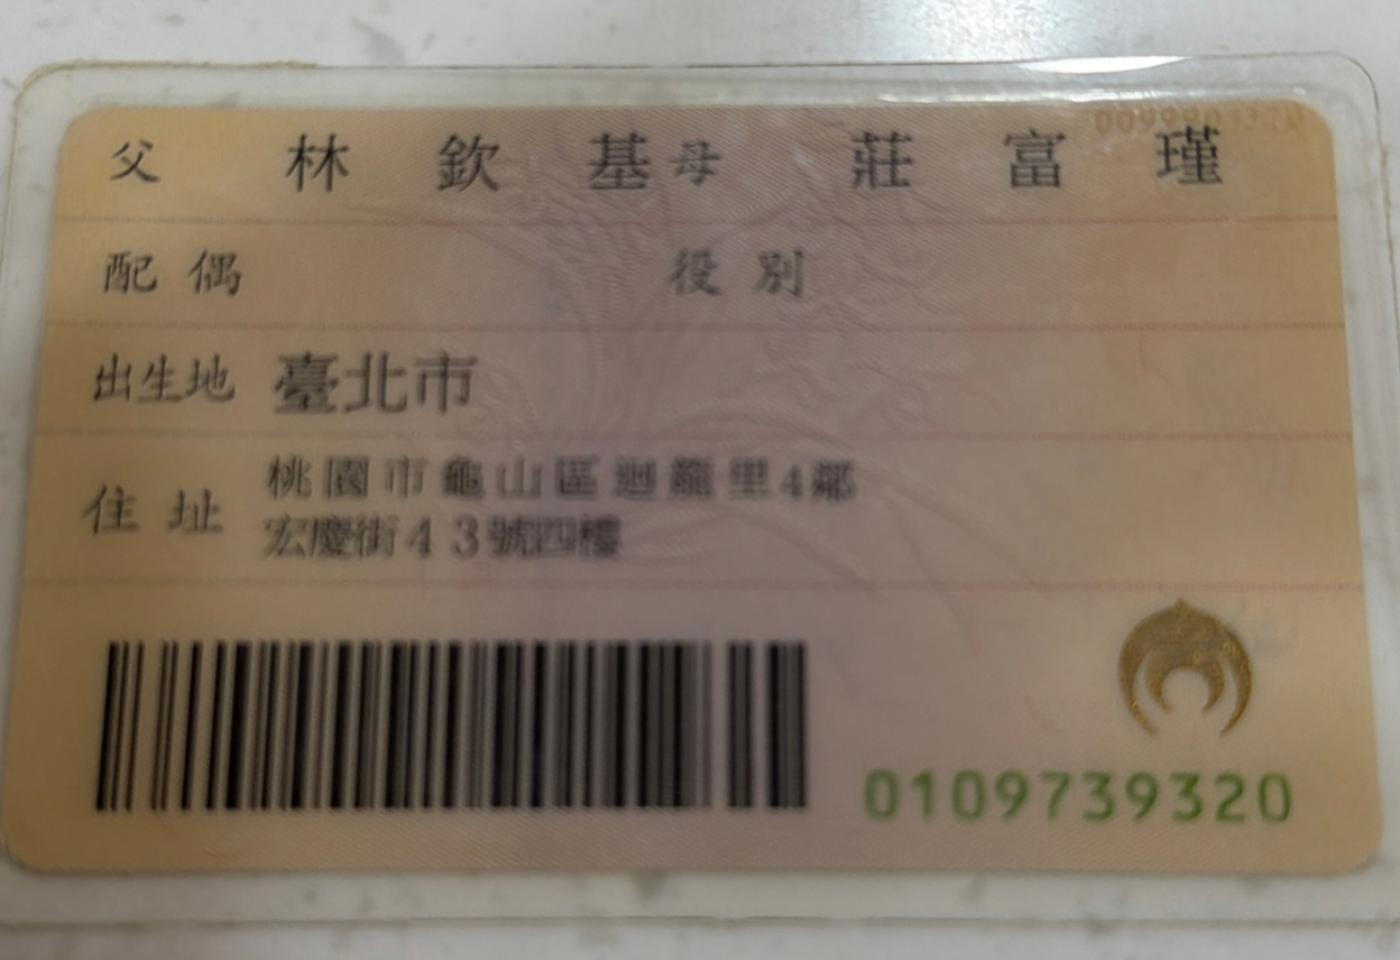 父 林欽基 母 莊富瑾
配偶 役別
出生地 臺北市
住址 桃園市龜山區迴龍里4鄰
宏慶街43號四樓
0109739320